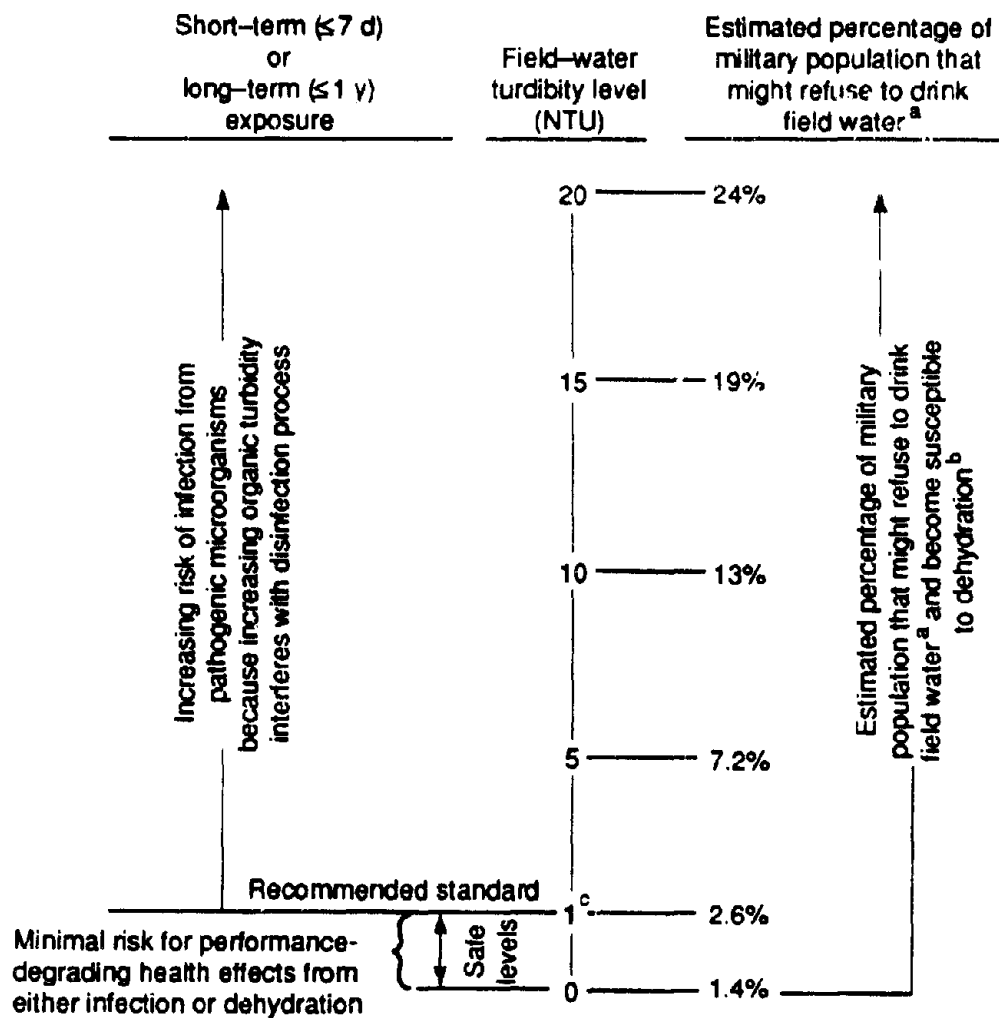 Short–term (≤7 d)
or
long–term (≤1 y)
exposure
Field–water
turdibity level
(NTU)
Estimated percentage of
military population that
might refuse to drink
field water a
20
24%
15
19%
10
13%
5
7.2%
Increasing risk of infection from
pathogenic microorganisms
because increasing organic turbidity
interferes with disinfection process
Estimated percentage of military
population that might refuse to drink
field water a and become susceptible
to dehydration b
Recommended standard
1 c
2.6%
Safe
levels
0
1.4%
Minimal risk for performance-
degrading health effects from
either infection or dehydration